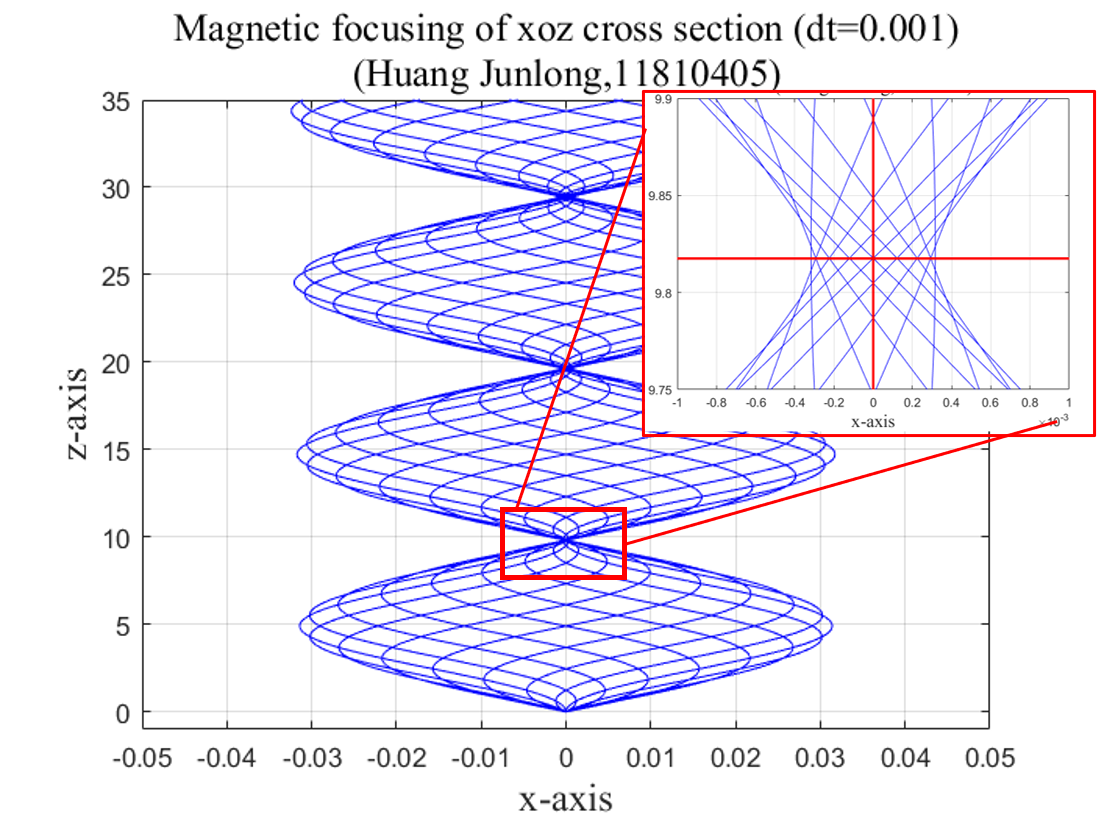 Magnetic focusing of xoz cross section (dt=0.001)
(Huang Junlong,11810405)
z-axis
35
30
25
20
15
10
5
0
-0.05 -0.04 -0.03 -0.02 -0.01 0 0.01 0.02 0.03 0.04 0.05
x-axis
9.9
9.85
9.8
9.75
-1 -0.8 -0.6 -0.4 -0.2 0 0.2 0.4 0.6 0.8 1
x-axis
×10-3